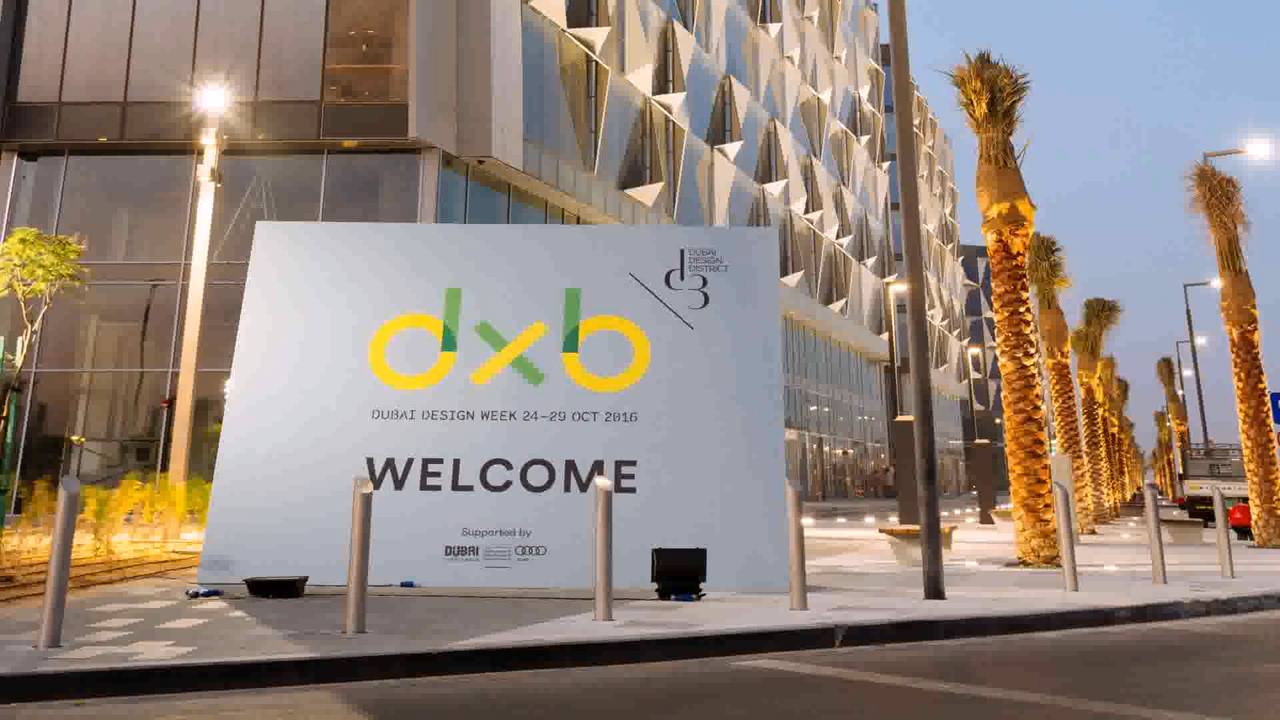 DUBAI
DESIGN
DISTRICT
d3
dxb
DUBAI DESIGN WEEK 24–29 OCT 2016
WELCOME
Supported by
DUBAI